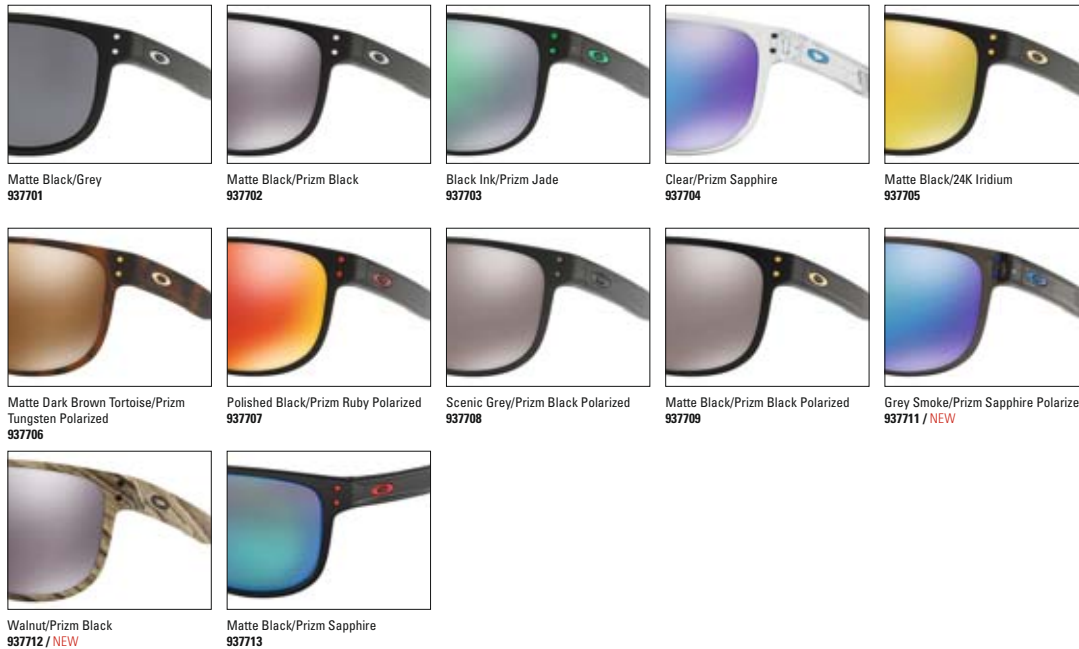 Matte Black/Grey
937701
Matte Black/Prizm Black
937702
Black Ink/Prizm Jade
937703
Clear/Prizm Sapphire
937704
Matte Black/24K Iridium
937705
Matte Dark Brown Tortoise/Prizm
Tungsten Polarized
937706
Polished Black/Prizm Ruby Polarized
937707
Scenic Grey/Prizm Black Polarized
937708
Matte Black/Prizm Black Polarized
937709
Grey Smoke/Prizm Sapphire Polarize
937711 / NEW
Walnut/Prizm Black
937712 / NEW
Matte Black/Prizm Sapphire
937713